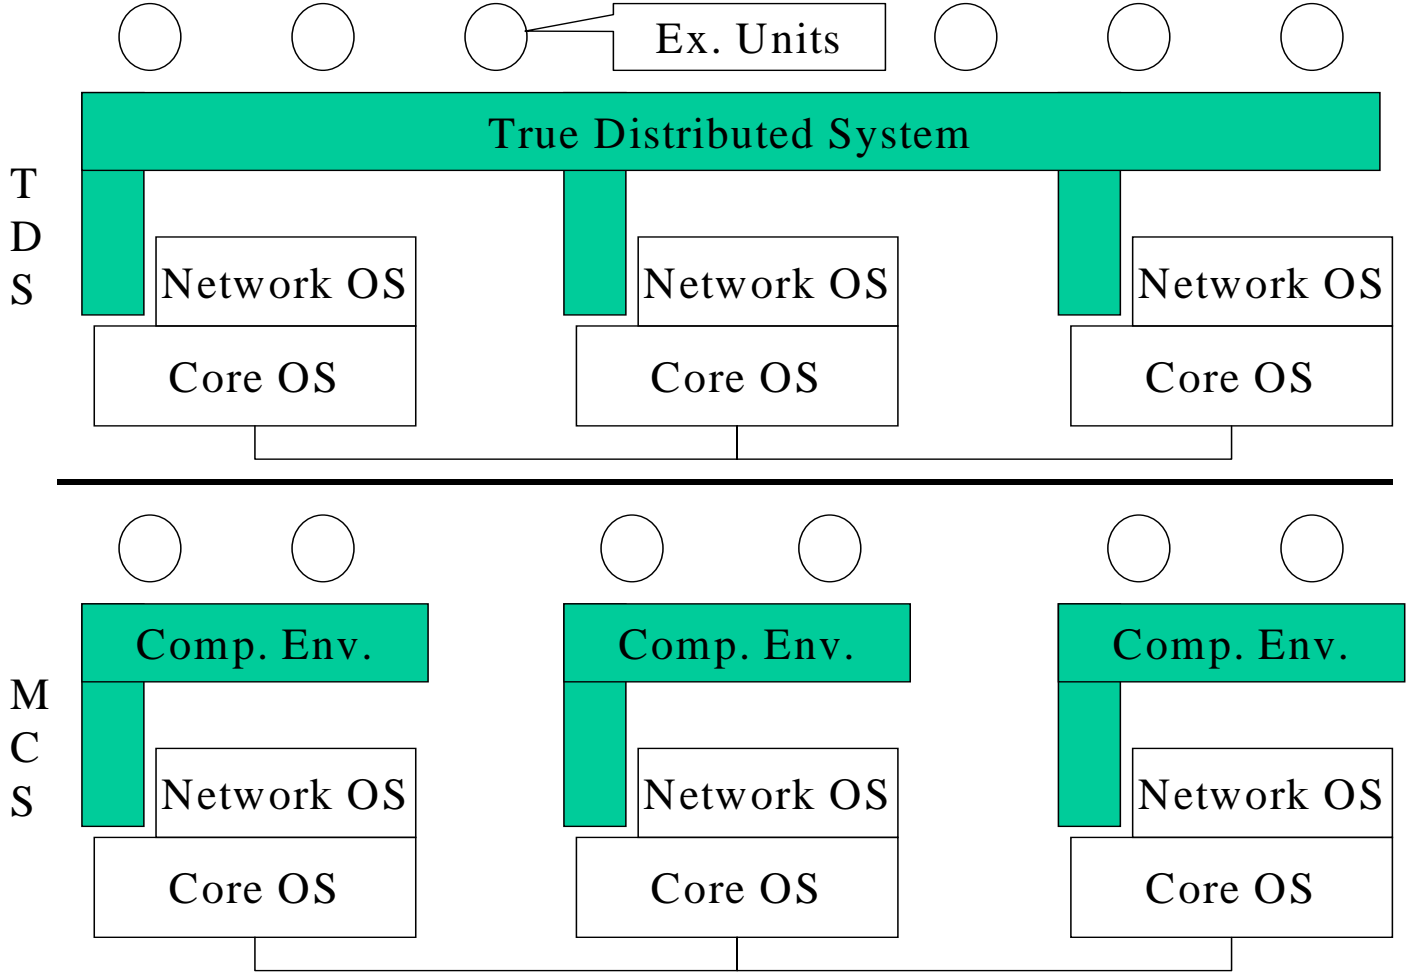 Ex. Units
True Distributed System
T
D
S
Network OS
Network OS
Network OS
Core OS
Core OS
Core OS
Comp. Env.
Comp. Env.
Comp. Env.
M
C
S
Network OS
Network OS
Network OS
Core OS
Core OS
Core OS